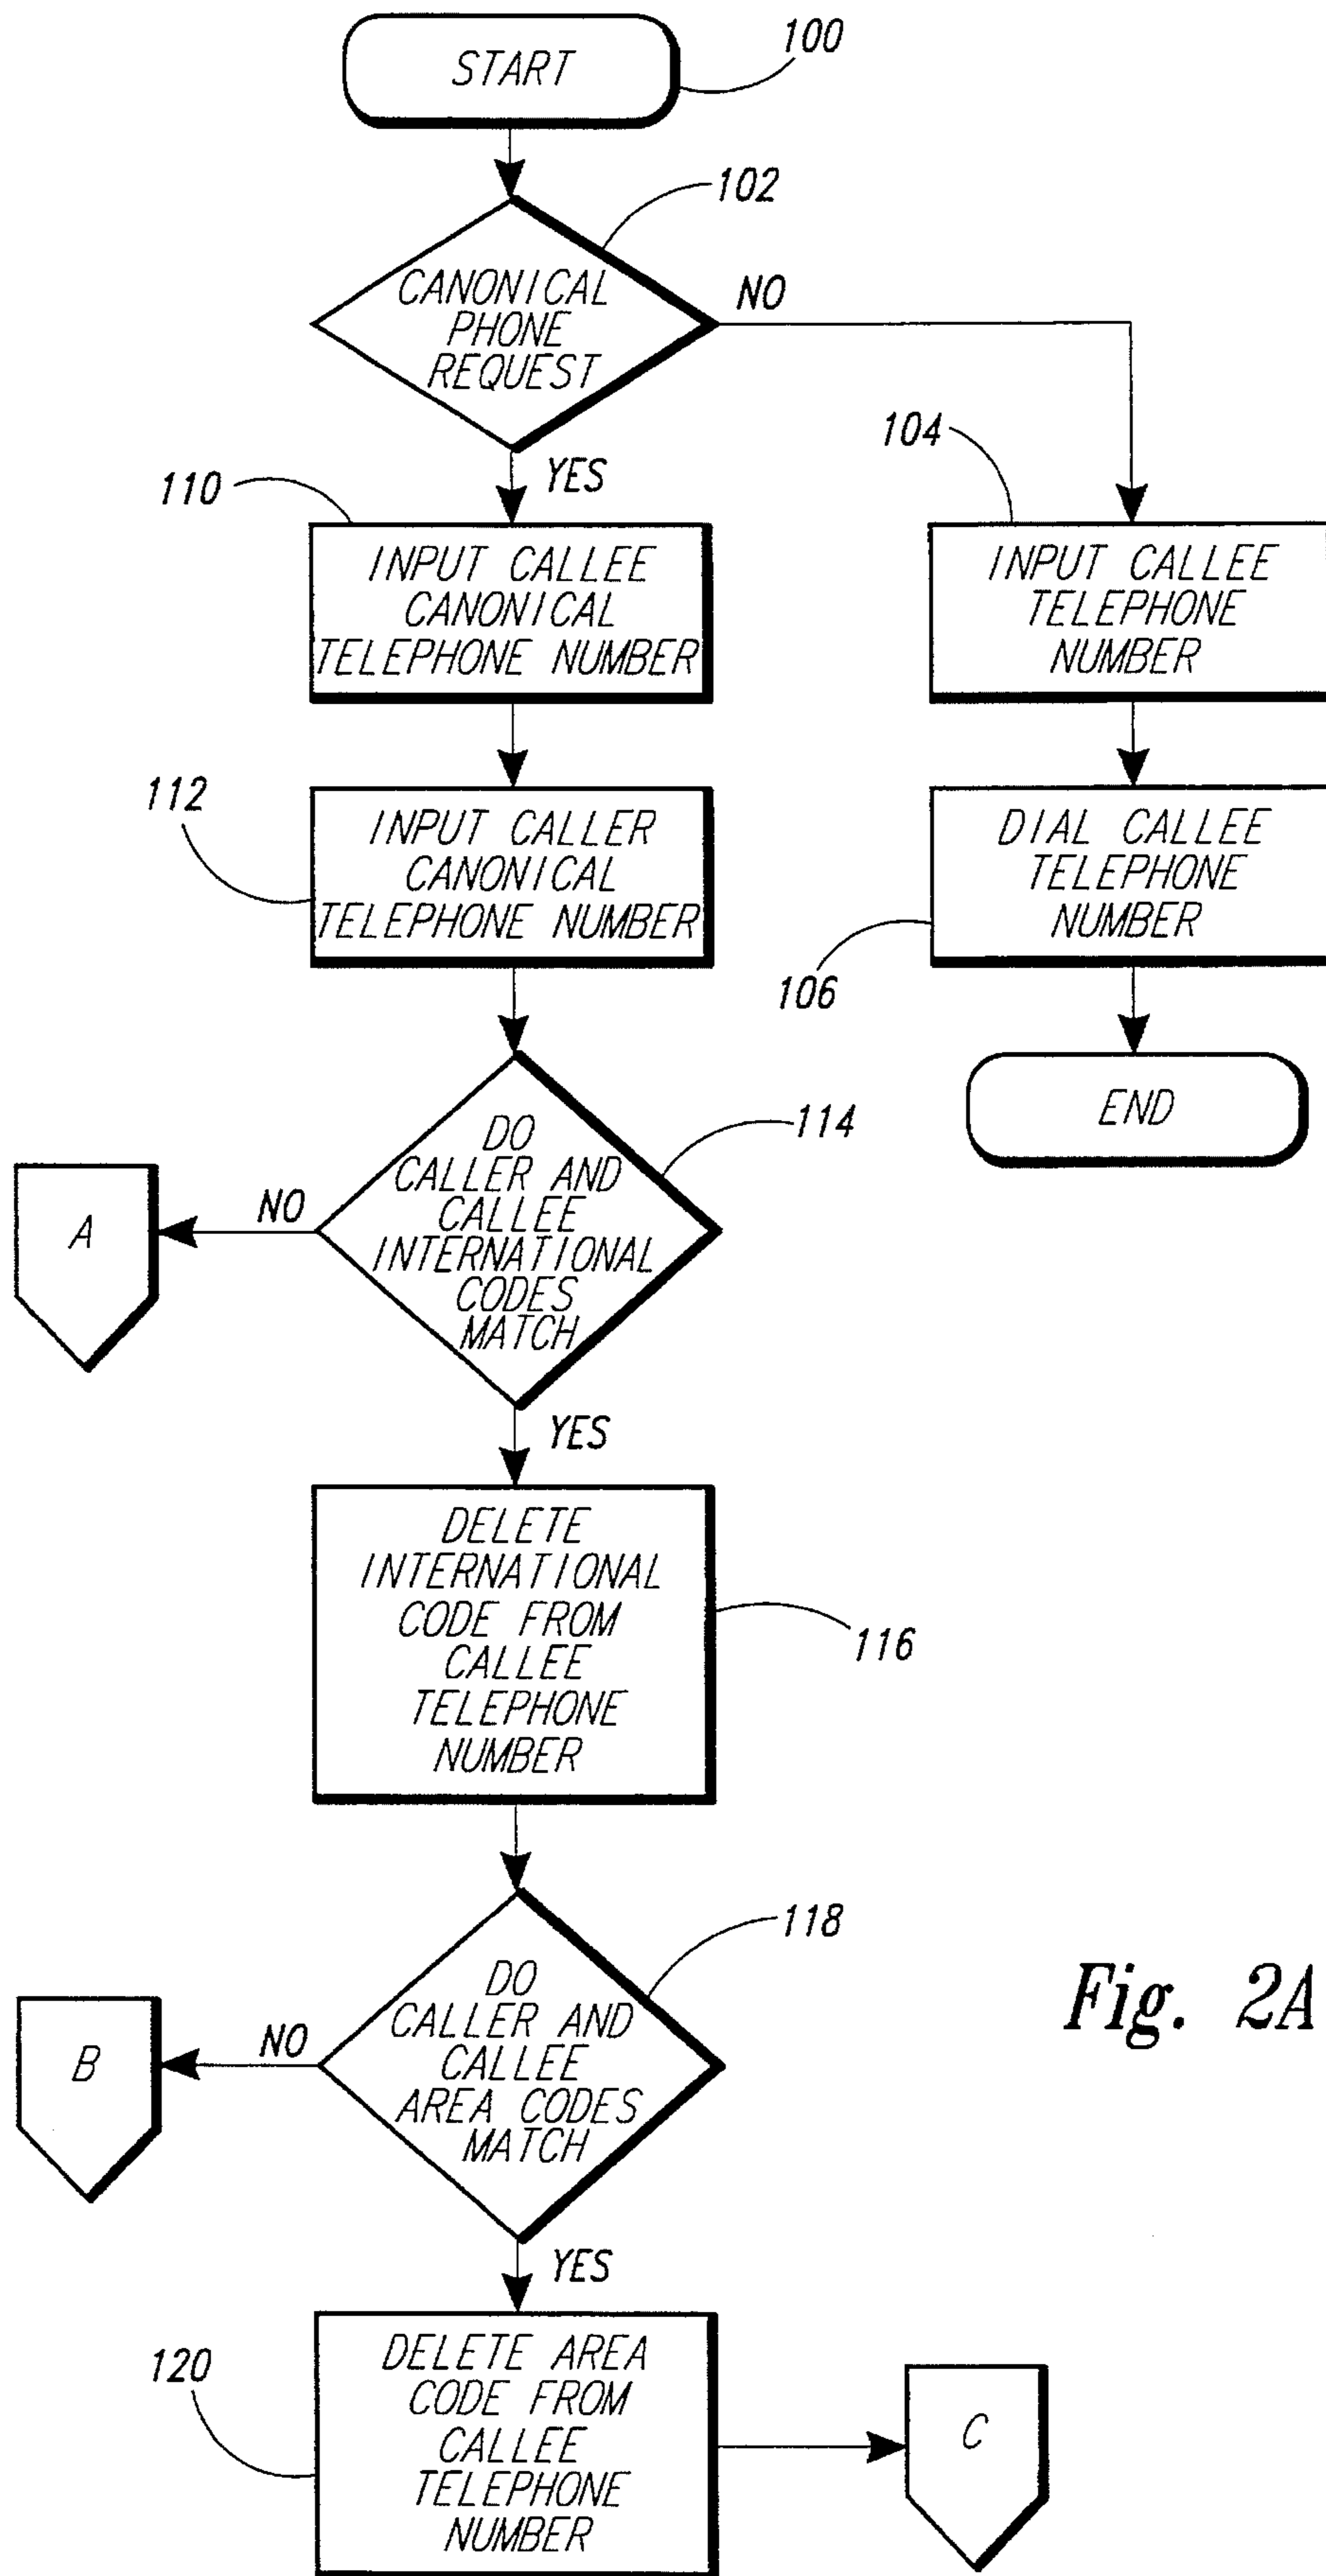 START
100
102
CANONICAL
PHONE
REQUEST
NO
YES
110
INPUT CALLEE
CANONICAL
TELEPHONE NUMBER
104
INPUT CALLEE
TELEPHONE
NUMBER
112
INPUT CALLER
CANONICAL
TELEPHONE NUMBER
DIAL CALLEE
TELEPHONE
NUMBER
106
END
DO
CALLER AND
CALLEE
INTERNATIONAL
CODES
MATCH
114
NO
A
YES
DELETE
INTERNATIONAL
CODE FROM
CALLEE
TELEPHONE
NUMBER
116
DO
CALLER AND
CALLEE
AREA CODES
MATCH
118
NO
B
YES
Fig. 2A
120
DELETE AREA
CODE FROM
CALLEE
TELEPHONE
NUMBER
C